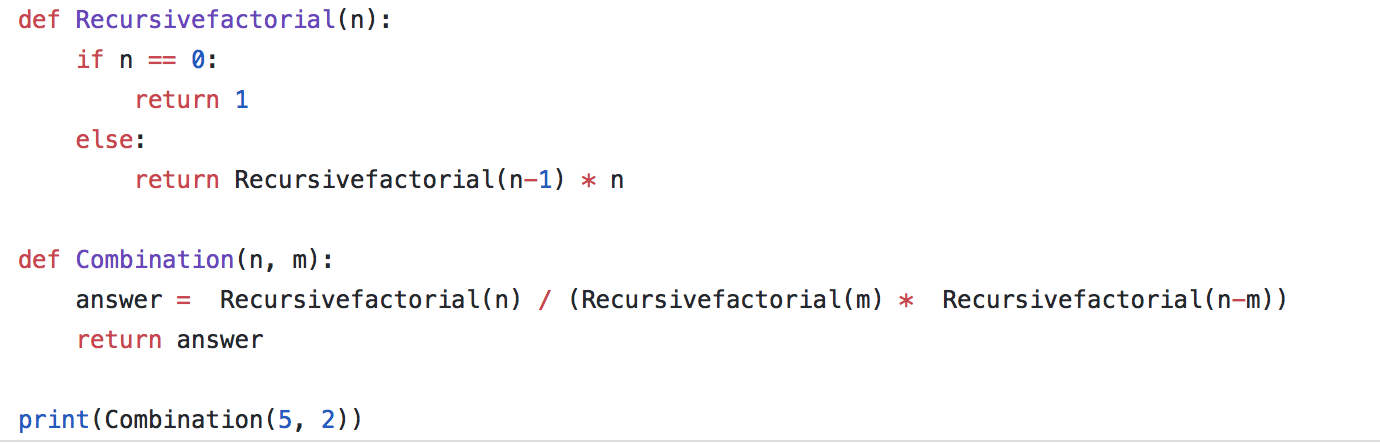 def Recursivefactorial(n):
    if n == 0:
        return 1
    else:
        return Recursivefactorial(n-1) * n

def Combination(n, m):
    answer =  Recursivefactorial(n) / (Recursivefactorial(m) *  Recursivefactorial(n-m))
    return answer

print(Combination(5, 2))